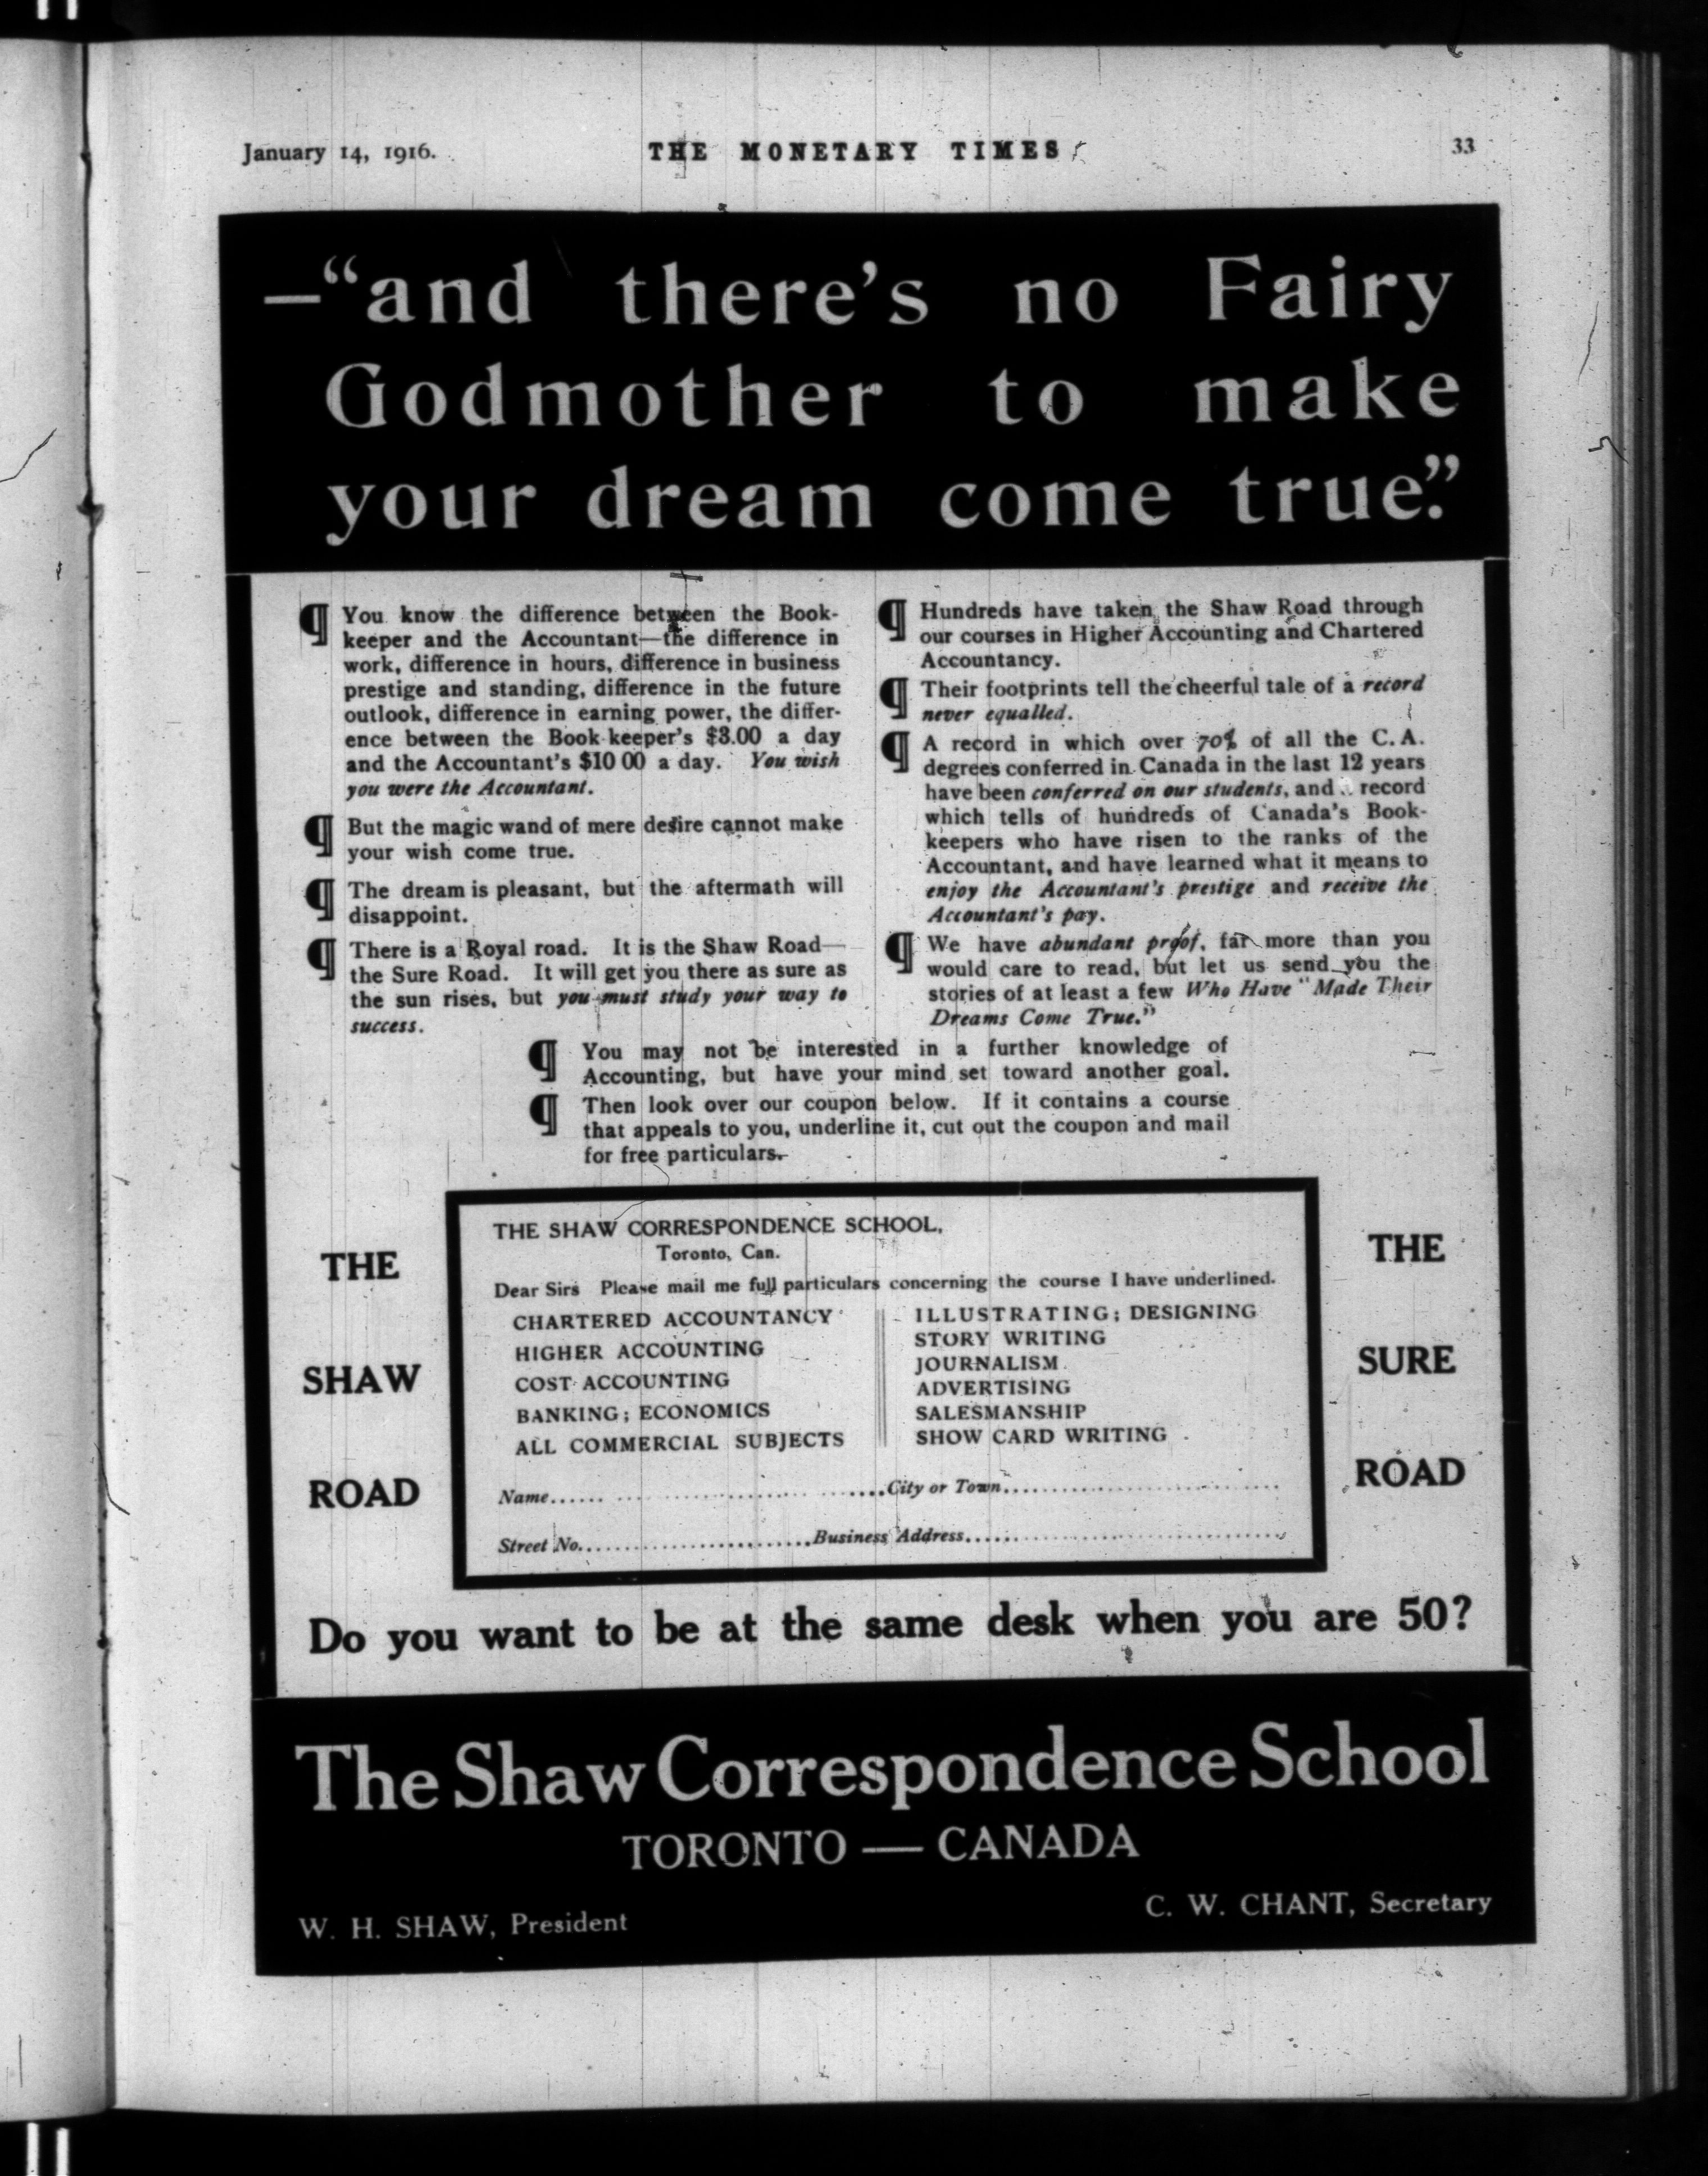 January 14, 1916.
THE MONETARY TIMES
33
—“and there’s no Fairy
Godmother to make
your dream come true.”
¶ You know the difference between the Book-
keeper and the Accountant—the difference in
work, difference in hours, difference in business
prestige and standing, difference in the future
outlook, difference in earning power, the differ-
ence between the Book-keeper’s $3.00 a day
and the Accountant’s $10 00 a day. You wish
you were the Accountant.
¶ But the magic wand of mere desire cannot make
your wish come true.
¶ The dream is pleasant, but the aftermath will
disappoint.
¶ There is a Royal road. It is the Shaw Road—
the Sure Road. It will get you there as sure as
the sun rises, but you must study your way to
success.
¶ Hundreds have taken the Shaw Road through
our courses in Higher Accounting and Chartered
Accountancy.
¶ Their footprints tell the cheerful tale of a record
never equalled.
¶ A record in which over 70% of all the C. A.
degrees conferred in Canada in the last 12 years
have been conferred on our students, and record
which tells of hundreds of Canada’s Book-
keepers who have risen to the ranks of the
Accountant, and have learned what it means to
enjoy the Accountant’s prestige and receive the
Accountant’s pay.
¶ We have abundant proof, far more than you
would care to read, but let us send you the
stories of at least a few Who Have “Made Their
Dreams Come True.”
¶ You may not be interested in a further knowledge of
Accounting, but have your mind set toward another goal.
¶ Then look over our coupon below. If it contains a course
that appeals to you, underline it, cut out the coupon and mail
for free particulars.
THE
SHAW
ROAD
THE SHAW CORRESPONDENCE SCHOOL,
Toronto, Can.
Dear Sirs Please mail me full particulars concerning the course I have underlined.
CHARTERED ACCOUNTANCY
HIGHER ACCOUNTING
COST ACCOUNTING
BANKING; ECONOMICS
ALL COMMERCIAL SUBJECTS
ILLUSTRATING; DESIGNING
STORY WRITING
JOURNALISM
ADVERTISING
SALESMANSHIP
SHOW CARD WRITING
Name..............................City or Town..............................
Street No..............................Business Address..............................
THE
SURE
ROAD
Do you want to be at the same desk when you are 50?
The Shaw Correspondence School
TORONTO — CANADA
W. H. SHAW, President
C. W. CHANT, Secretary